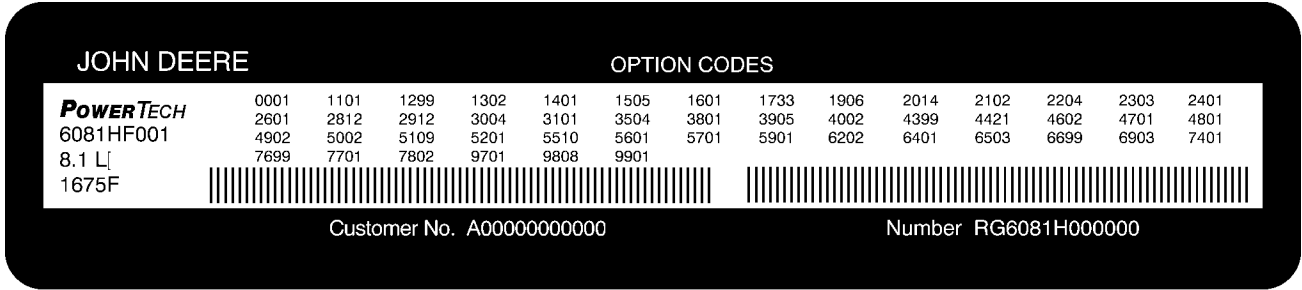 JOHN DEERE OPTION CODES
POWERTECH 0001 1101 1299 1302 1401 1505 1601 1733 1906 2014 2102 2204 2303 2401
2601 2812 2912 3004 3101 3504 3801 3905 4002 4399 4421 4602 4701 4801
6081HF001 4902 5002 5109 5201 5510 5601 5701 5901 6202 6401 6503 6699 6903 7401
8.1 L[ 7699 7701 7802 9701 9808 9901
1675F
Customer No. A00000000000 Number RG6081H000000